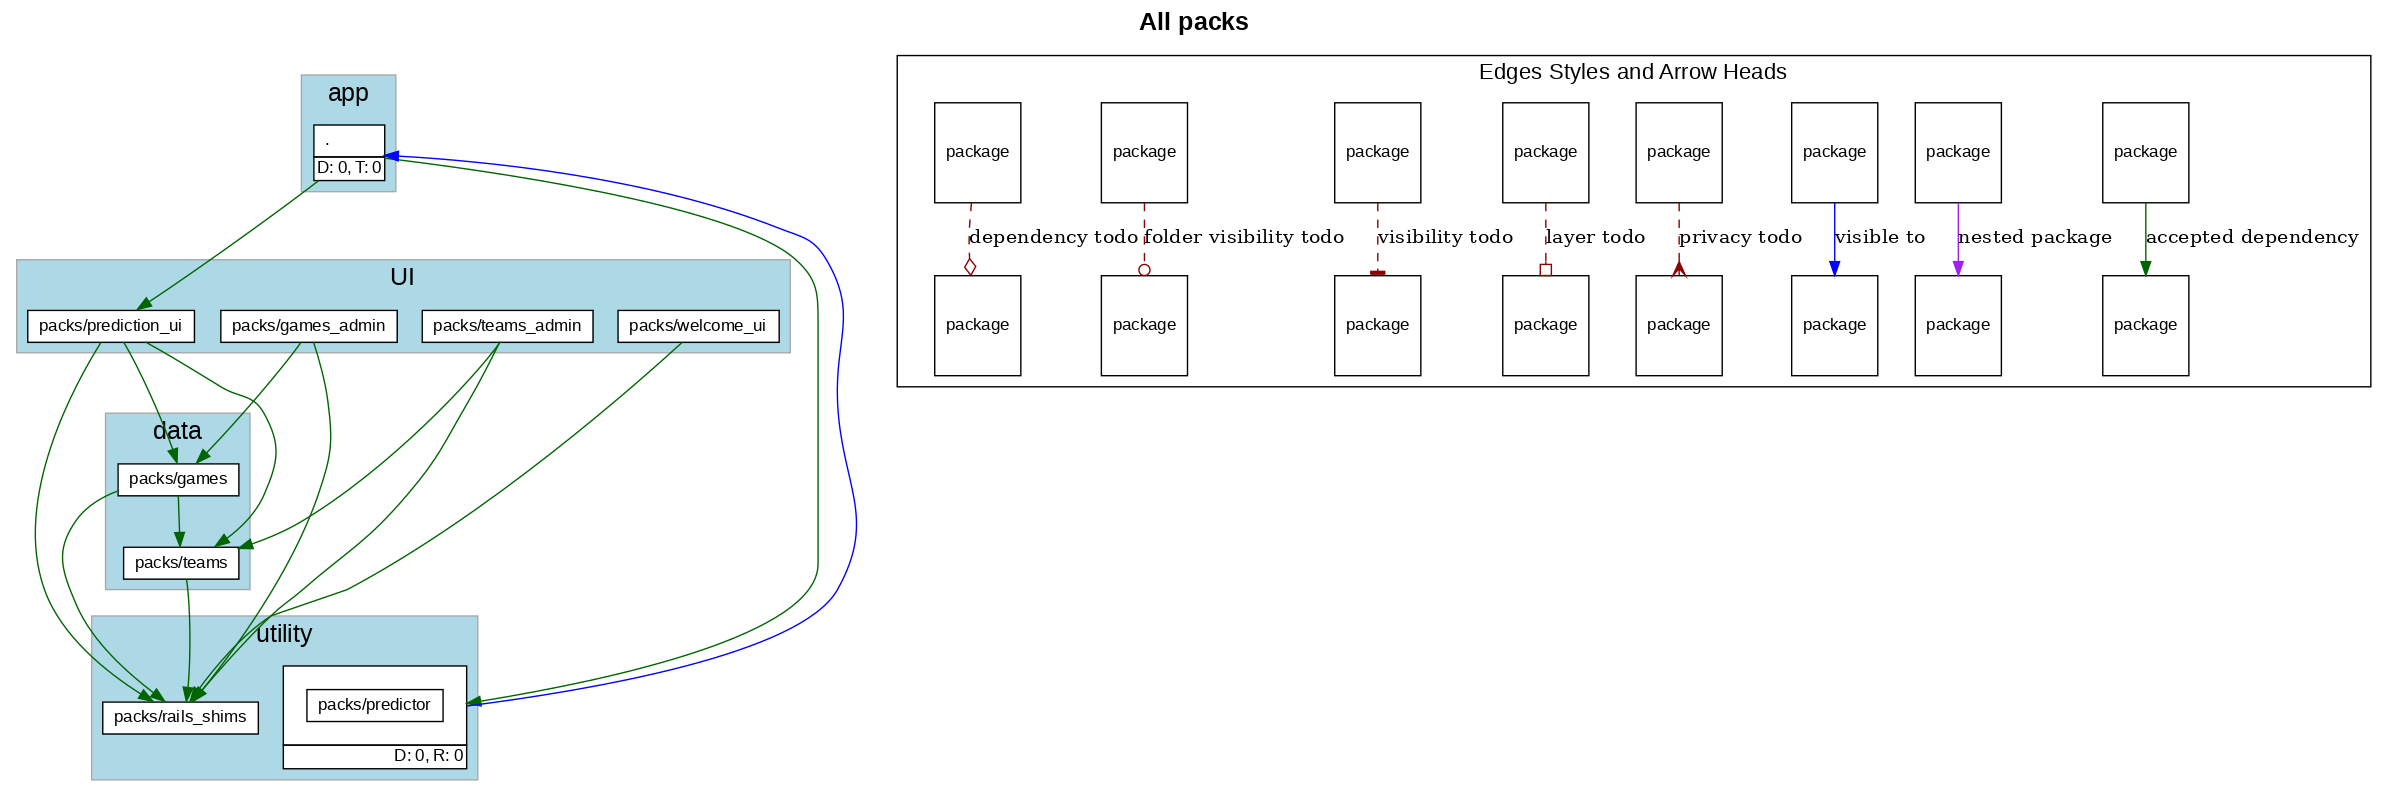 All packs
app
.
D: 0, T: 0
UI
packs/prediction_ui
packs/games_admin
packs/teams_admin
packs/welcome_ui
data
packs/games
packs/teams
utility
packs/rails_shims
packs/predictor
D: 0, R: 0
Edges Styles and Arrow Heads
package package package package package package package package
dependency todo folder visibility todo visibility todo layer todo privacy todo visible to nested package accepted dependency
package package package package package package package package